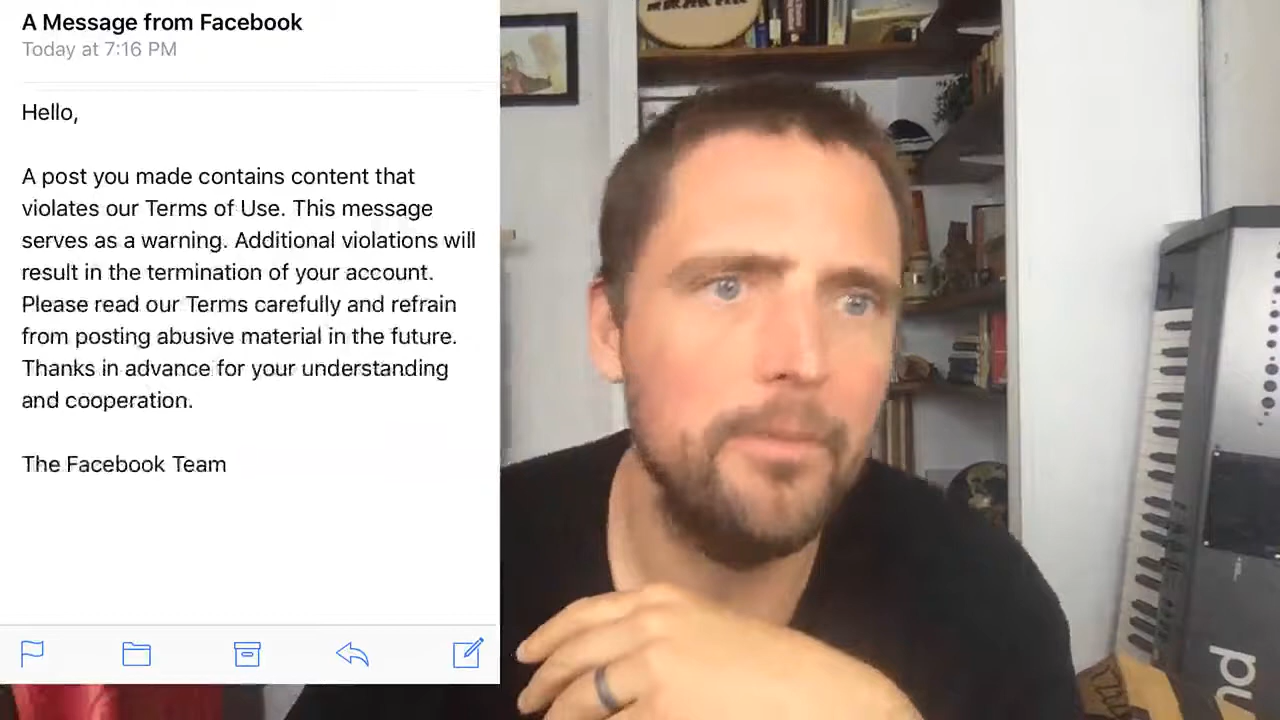 A Message from Facebook
Today at 7:16 PM
Hello,
A post you made contains content that
violates our Terms of Use. This message
serves as a warning. Additional violations will
result in the termination of your account.
Please read our Terms carefully and refrain
from posting abusive material in the future.
Thanks in advance for your understanding
and cooperation.
The Facebook Team